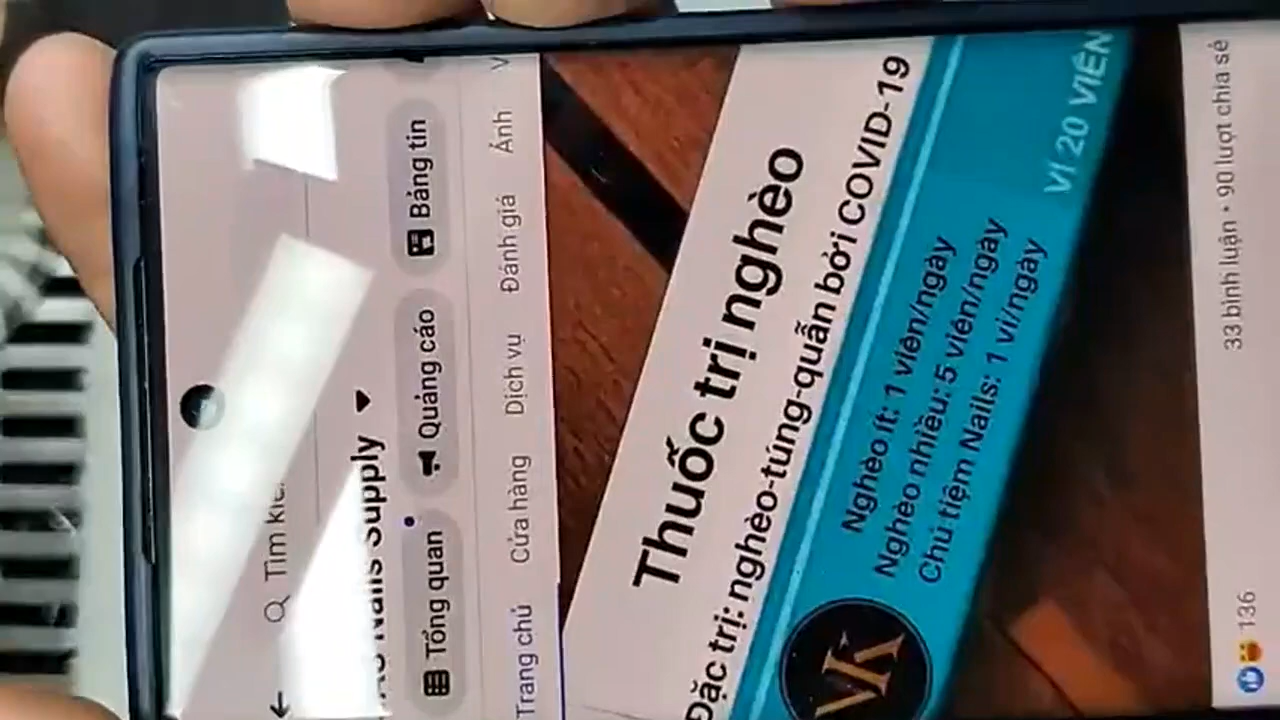 Tìm
Nails Supply
Tổng quan
Quảng cáo
Bảng tin
Trang chủ
Cửa hàng
Dịch vụ
Đánh giá
Ảnh
V
Thuốc trị nghèo
Đặc trị: nghèo-túng-quẫn bởi COVID-19
Nghèo ít: 1 viên/ngày
Nghèo nhiều: 5 viên/ngày
Chủ tiệm Nails: 1 vỉ/ngày
VỈ 20 VIÊN
VK
136
33 bình luận • 90 lượt chia sẻ